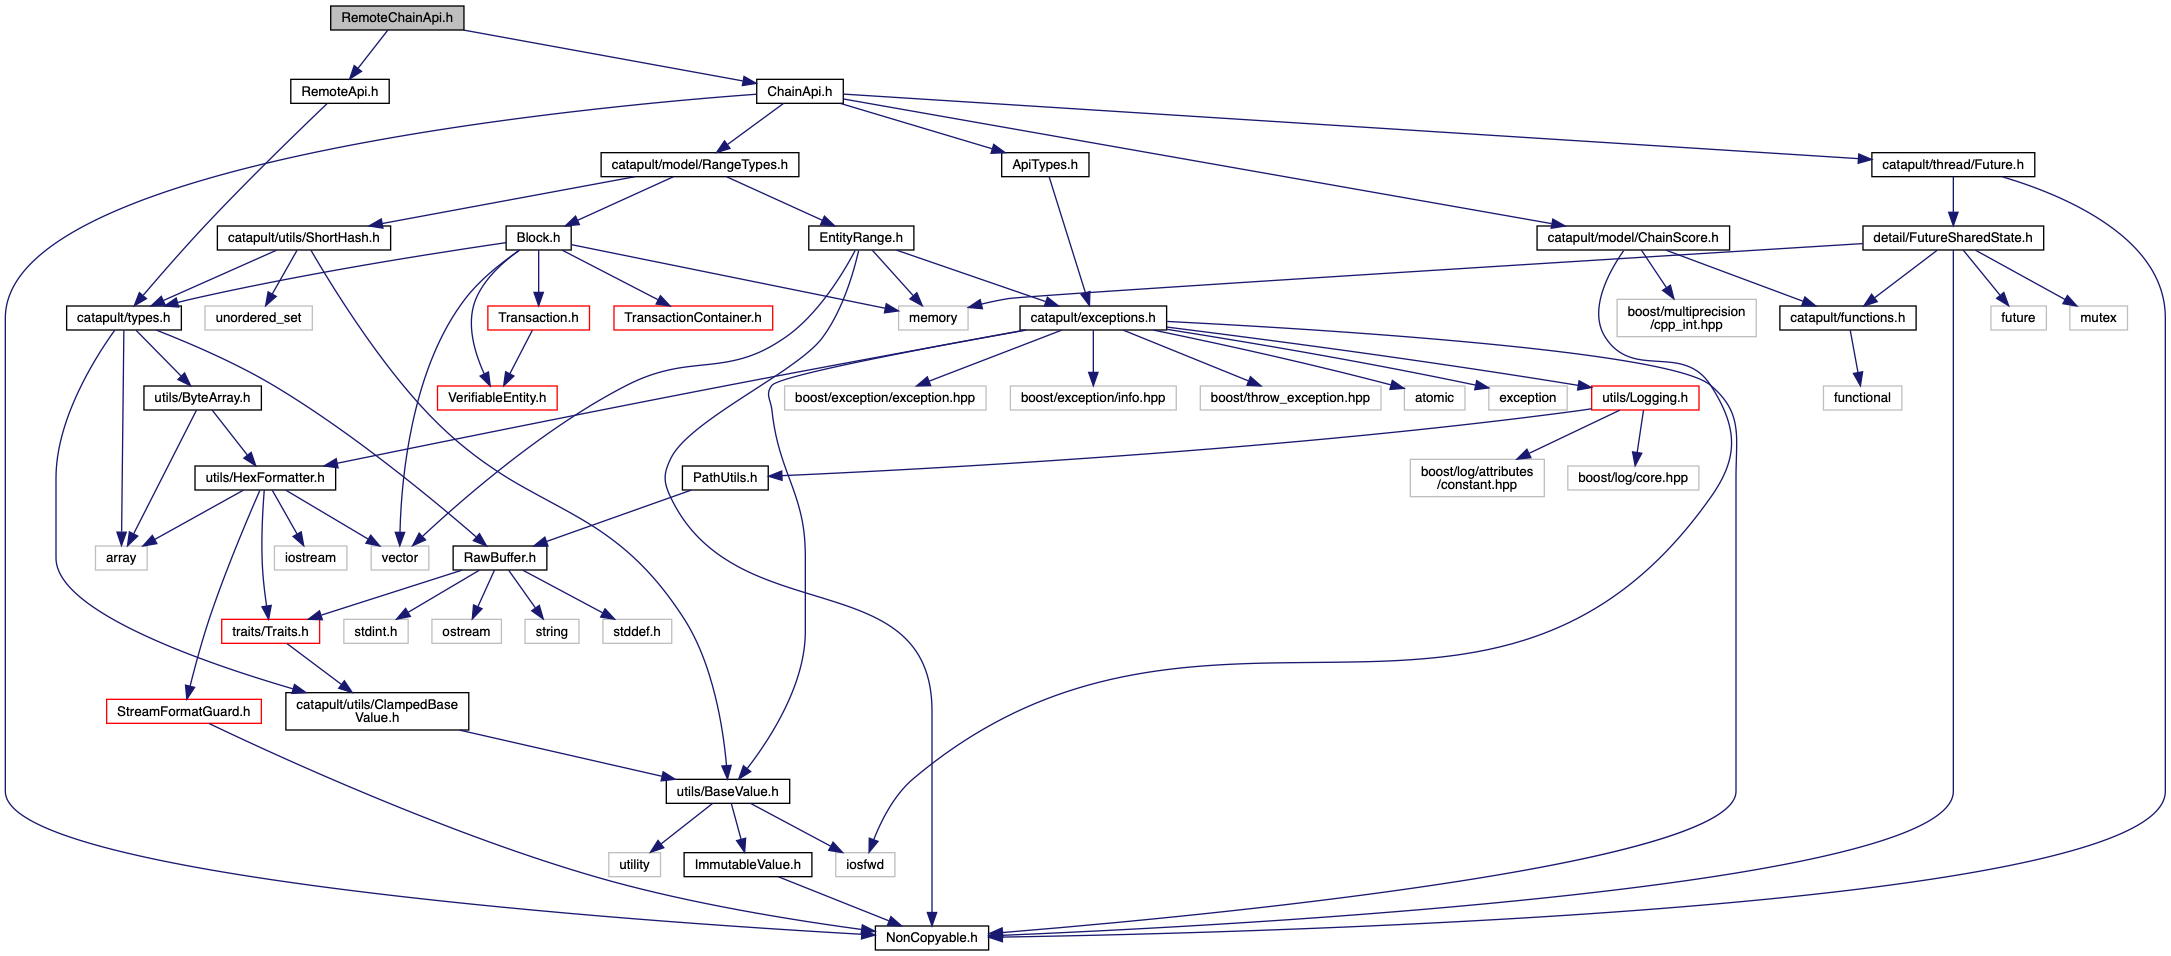 RemoteChainApi.h
RemoteApi.h
ChainApi.h
catapult/model/RangeTypes.h
ApiTypes.h
catapult/thread/Future.h
catapult/utils/ShortHash.h
Block.h
EntityRange.h
catapult/model/ChainScore.h
detail/FutureSharedState.h
catapult/types.h
unordered_set
Transaction.h
TransactionContainer.h
memory
catapult/exceptions.h
boost/multiprecision
/cpp_int.hpp
catapult/functions.h
future
mutex
utils/ByteArray.h
VerifiableEntity.h
boost/exception/exception.hpp
boost/exception/info.hpp
boost/throw_exception.hpp
atomic
exception
utils/Logging.h
functional
utils/HexFormatter.h
PathUtils.h
boost/log/attributes
/constant.hpp
boost/log/core.hpp
array
iostream
vector
RawBuffer.h
traits/Traits.h
stdint.h
ostream
string
stddef.h
StreamFormatGuard.h
catapult/utils/ClampedBase
Value.h
utils/BaseValue.h
utility
ImmutableValue.h
iosfwd
NonCopyable.h